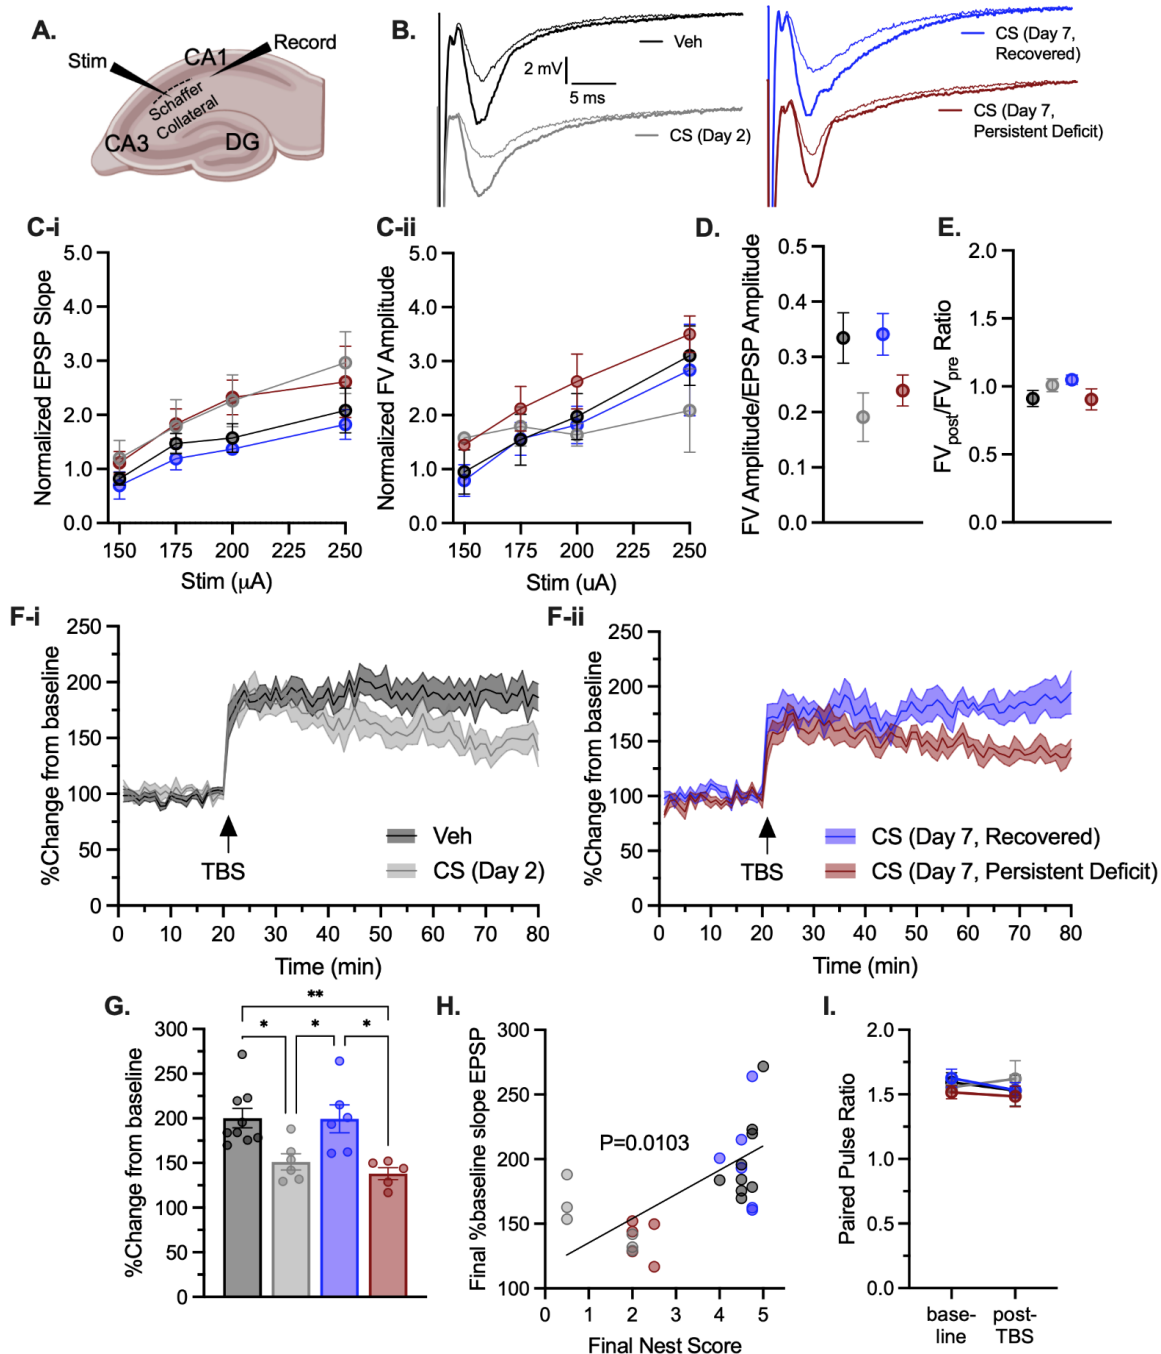 A.
Stim
Record
CA1
Schaffer
Collateral
CA3
DG
B.
Veh
2 mV
5 ms
CS (Day 2)
CS (Day 7,
Recovered)
CS (Day 7,
Persistent Deficit)
C-i
Normalized EPSP Slope
5.0
4.0
3.0
2.0
1.0
0.0
150 175 200 225 250
Stim (μA)
C-ii
Normalized FV Amplitude
5.0
4.0
3.0
2.0
1.0
0.0
150 175 200 225 250
Stim (uA)
D.
FV Amplitude/EPSP Amplitude
0.5
0.4
0.3
0.2
0.1
0.0
E.
FVpost/FVpre Ratio
2.0
1.5
1.0
0.5
0.0
F-i
%Change from baseline
250
200
150
100
50
0
TBS
Veh
CS (Day 2)
0 10 20 30 40 50 60 70 80
Time (min)
F-ii
%Change from baseline
250
200
150
100
50
0
TBS
CS (Day 7, Recovered)
CS (Day 7, Persistent Deficit)
0 10 20 30 40 50 60 70 80
Time (min)
G.
%Change from baseline
300
250
200
150
100
50
0
**
* * *
H.
Final %baseline slope EPSP
300
250
200
150
100
P=0.0103
0 1 2 3 4 5
Final Nest Score
I.
Paired Pulse Ratio
2.0
1.5
1.0
0.5
0.0
base-
line
post-
TBS